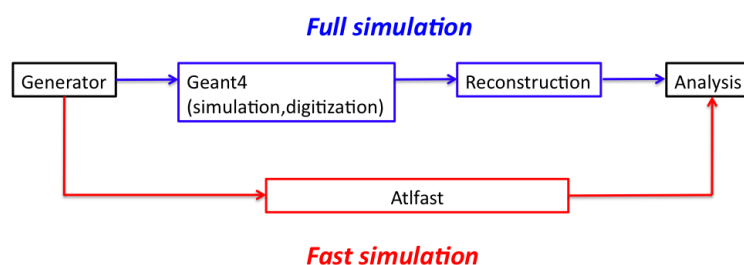 Full simulation
Generator
Geant4
(simulation,digitization)
Reconstruction
Analysis
Atlfast
Fast simulation